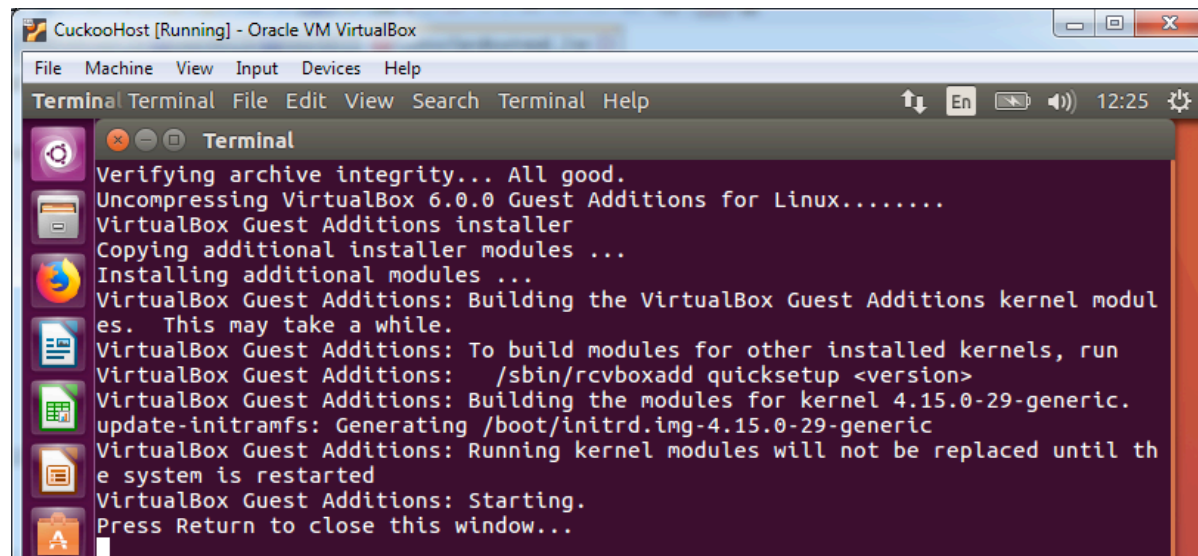 CuckooHost [Running] - Oracle VM VirtualBox
File Machine View Input Devices Help
Terminal Terminal File Edit View Search Terminal Help En 12:25
Terminal
Verifying archive integrity... All good.
Uncompressing VirtualBox 6.0.0 Guest Additions for Linux........
VirtualBox Guest Additions installer
Copying additional installer modules ...
Installing additional modules ...
VirtualBox Guest Additions: Building the VirtualBox Guest Additions kernel modul
es.  This may take a while.
VirtualBox Guest Additions: To build modules for other installed kernels, run
VirtualBox Guest Additions:   /sbin/rcvboxadd quicksetup <version>
VirtualBox Guest Additions: Building the modules for kernel 4.15.0-29-generic.
update-initramfs: Generating /boot/initrd.img-4.15.0-29-generic
VirtualBox Guest Additions: Running kernel modules will not be replaced until th
e system is restarted
VirtualBox Guest Additions: Starting.
Press Return to close this window...